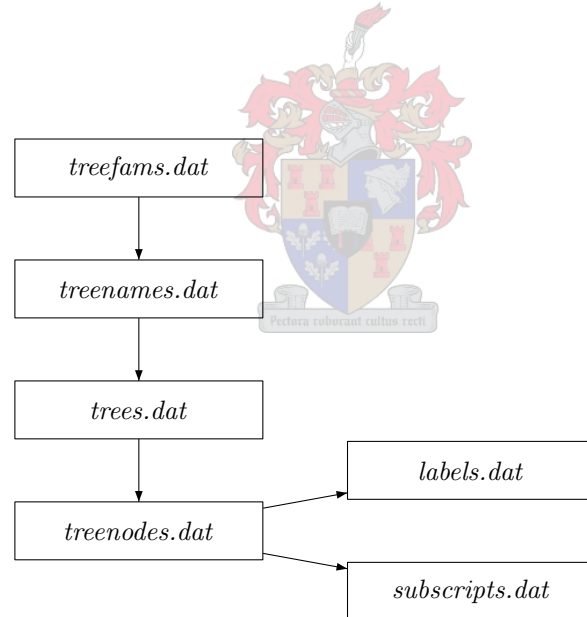 treefams.dat
treenames.dat
Pectora roborant cultus recti
trees.dat
labels.dat
treenodes.dat
subscripts.dat